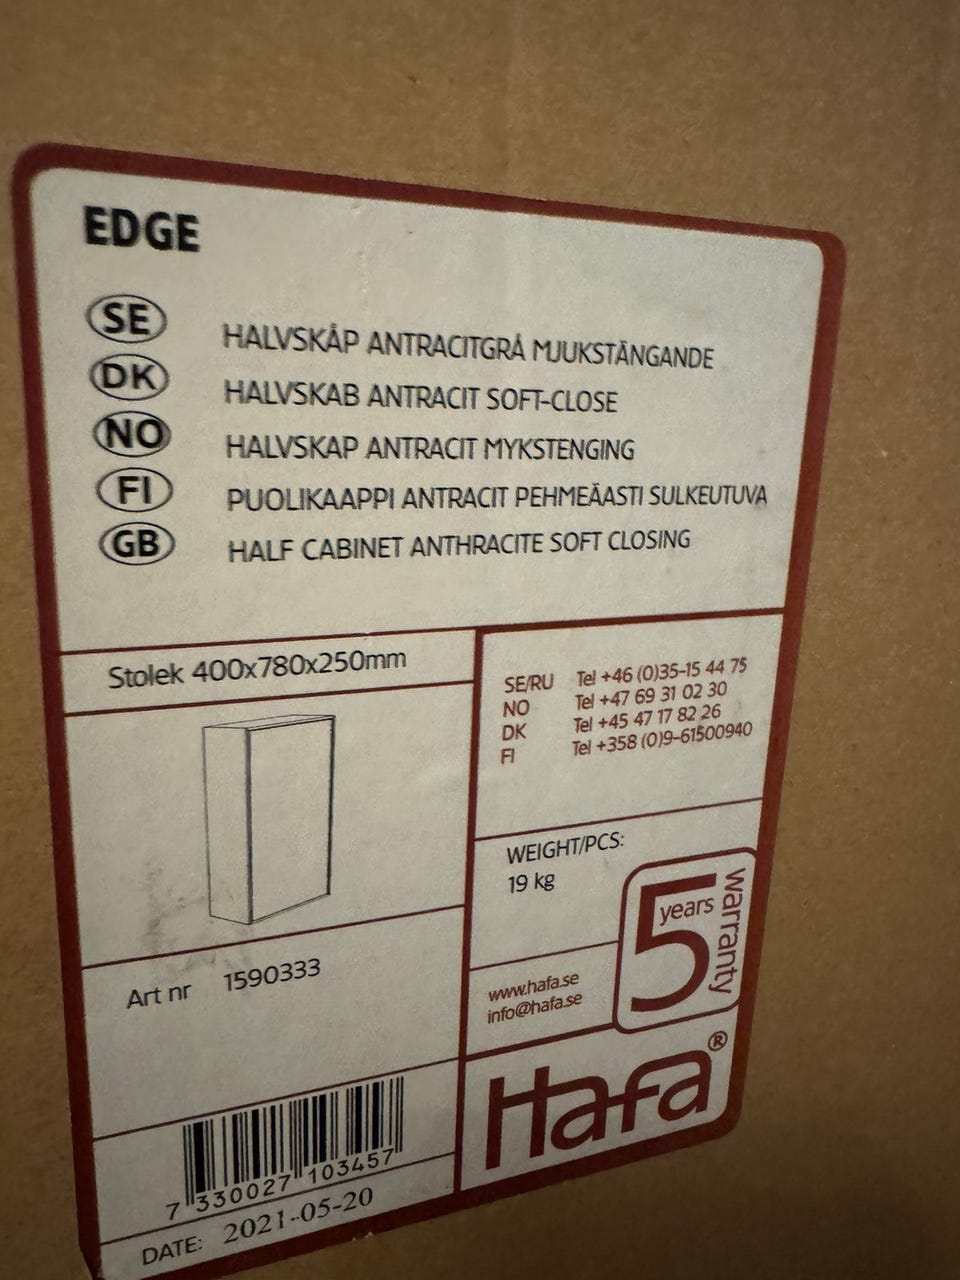 EDGE
SE HALVSKÅP ANTRACITGRÅ MJUKSTÄNGANDE
DK HALVSKAB ANTRACIT SOFT-CLOSE
NO HALVSKAP ANTRACIT MYKSTENGING
FI PUOLIKAAPPI ANTRACIT PEHMEÄASTI SULKEUTUVA
GB HALF CABINET ANTHRACITE SOFT CLOSING
Stolek 400x780x250mm
SE/RU Tel +46 (0)35-15 44 75
NO Tel +47 69 31 02 30
DK Tel +45 47 17 82 26
FI Tel +358 (0)9-61500940
WEIGHT/PCS:
19 kg
5 years warranty
www.hafa.se
info@hafa.se
Hafa®
Art nr 1590333
7 330027 103457
DATE: 2021-05-20